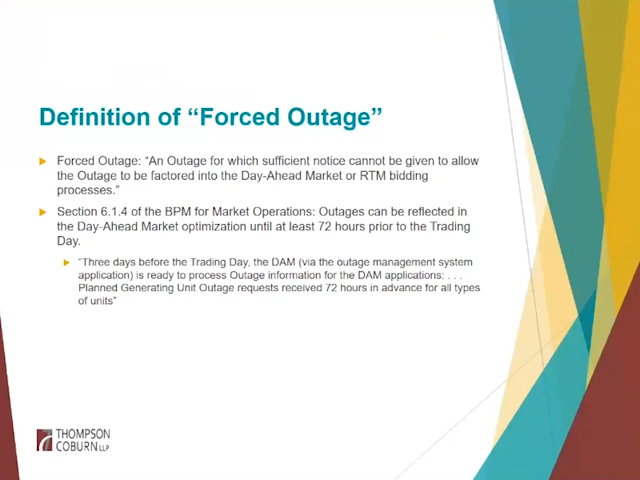 Definition of “Forced Outage”
Forced Outage: “An Outage for which sufficient notice cannot be given to allow
the Outage to be factored into the Day-Ahead Market or RTM bidding
processes.”
Section 6.1.4 of the BPM for Market Operations: Outages can be reflected in
the Day-Ahead Market optimization until at least 72 hours prior to the Trading
Day.
“Three days before the Trading Day, the DAM (via the outage management system
application) is ready to process Outage information for the DAM applications: . . .
Planned Generating Unit Outage requests received 72 hours in advance for all types
of units”
THOMPSON
COBURN LLP